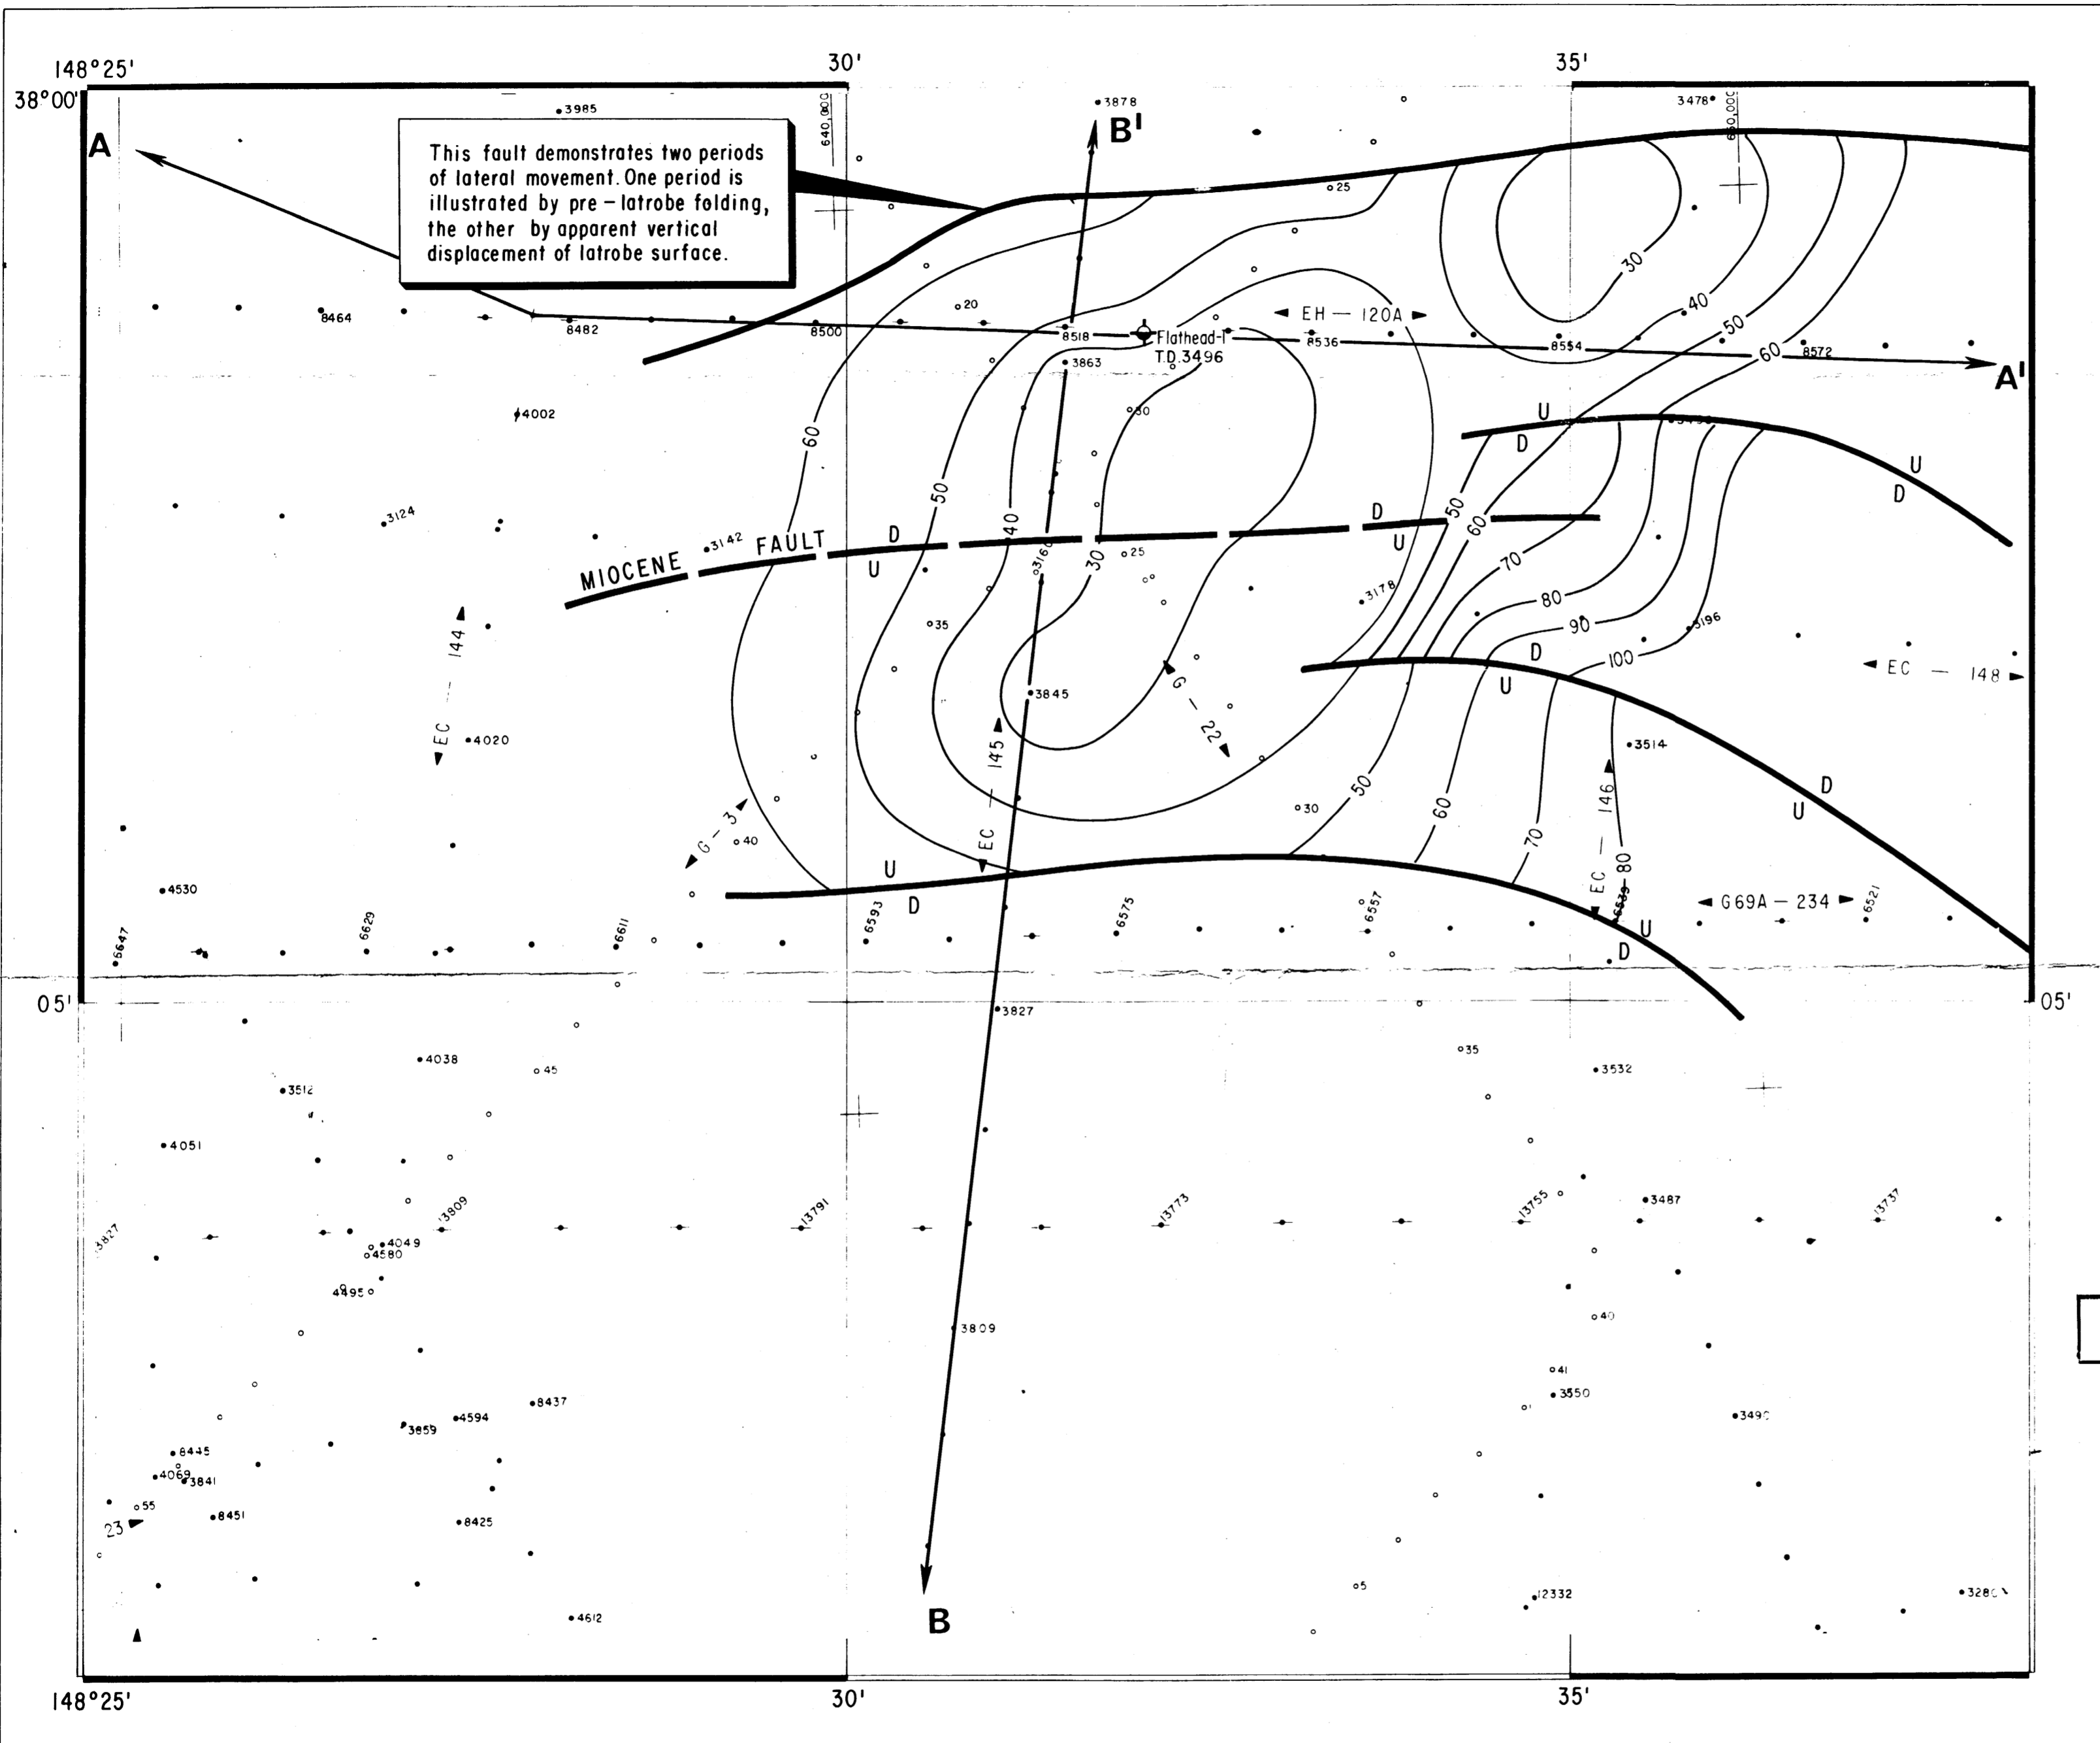 148°25'
30'
35'
38°00'
A
3985
640,000
3878
B'
3478
650,000
This fault demonstrates two periods
of lateral movement. One period is
illustrated by pre-latrobe folding,
the other by apparent vertical
displacement of latrobe surface.
25
30
20
40
EH — 120A
50
8464
8482
8500
8518
Flathead-1
T.D.3496
8536
8554
60
8572
A'
3863
4002
30
60
U
D
U
D
50
3124
40
D
50
60
3142
MIOCENE FAULT
D
U
U
3160
30
25
70
80
3178
90
3196
35
D
100
EC — 144
U
EC — 148
3845
G — 22
4020
EC — 145
3514
D
U
50
60
30
EC — 146
G — 3
40
70
80
U
D
4530
G69A — 234
6647
6629
6611
6593
6575
6557
6539
6521
U
D
05'
05'
3827
35
4038
45
3532
3512
4051
13827
13809
13791
13773
13755
3487
13737
4049
4580
4495
40
3809
41
3550
8437
4594
3859
8445
4069
3841
55
8451
23
8425
5
12332
4612
B
148°25'
30'
35'